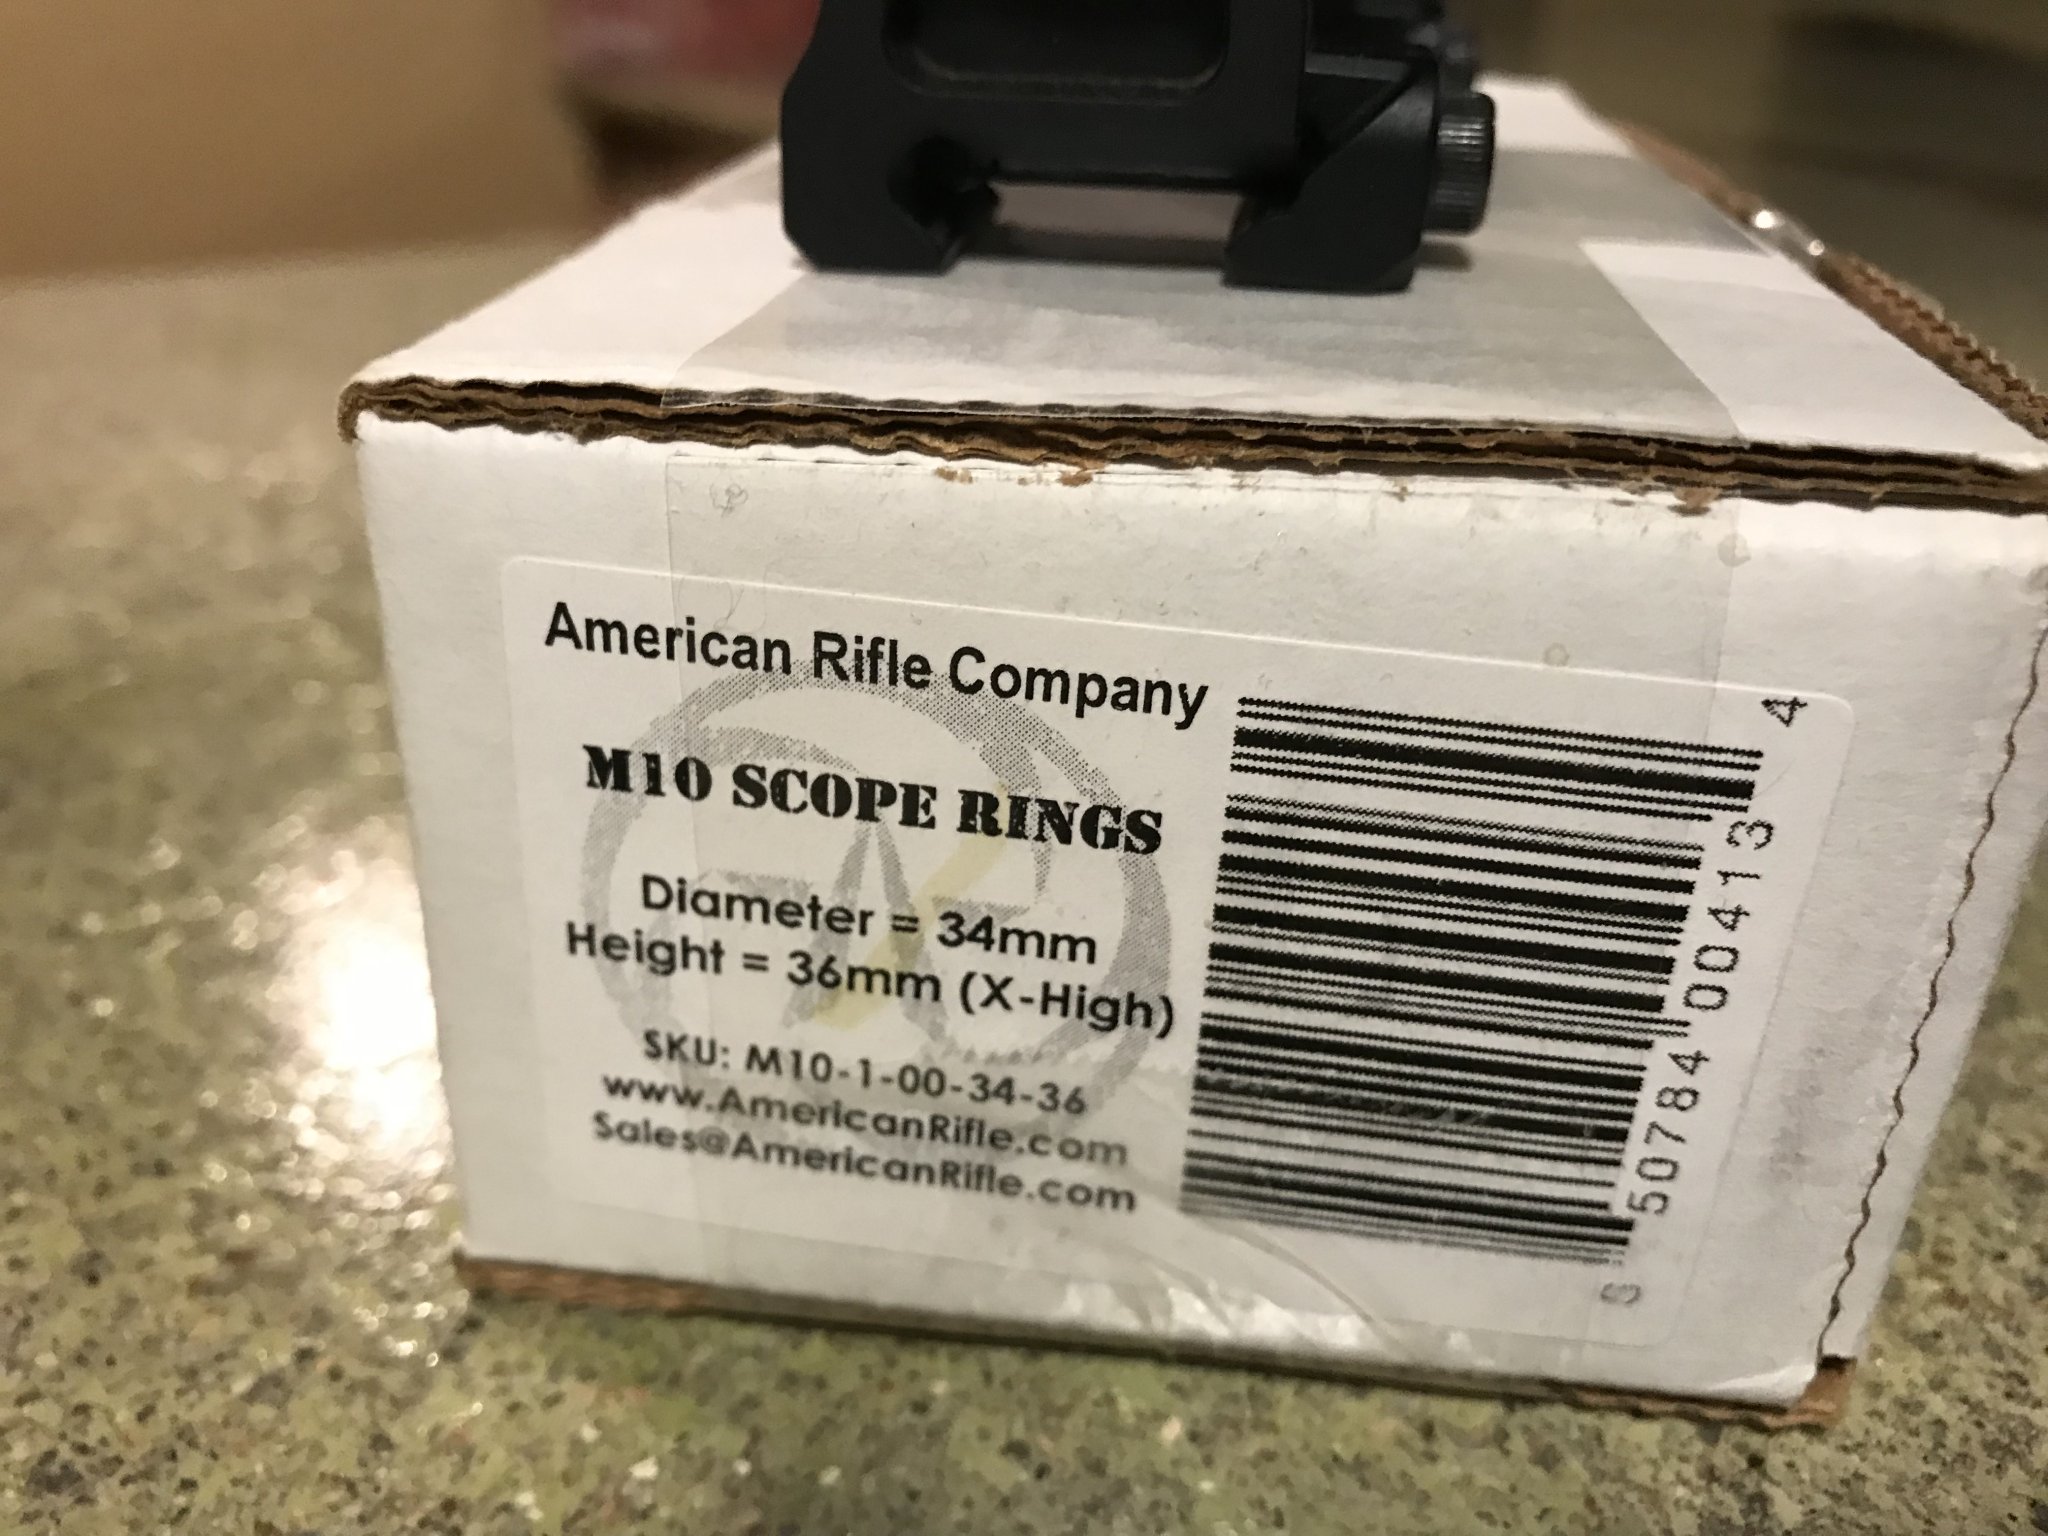 American Rifle Company
M10 SCOPE RINGS
Diameter = 34mm
Height = 36mm (X-High)
SKU: M10-1-00-34-36
www.AmericanRifle.com
Sales@AmericanRifle.com
50784 00413 4